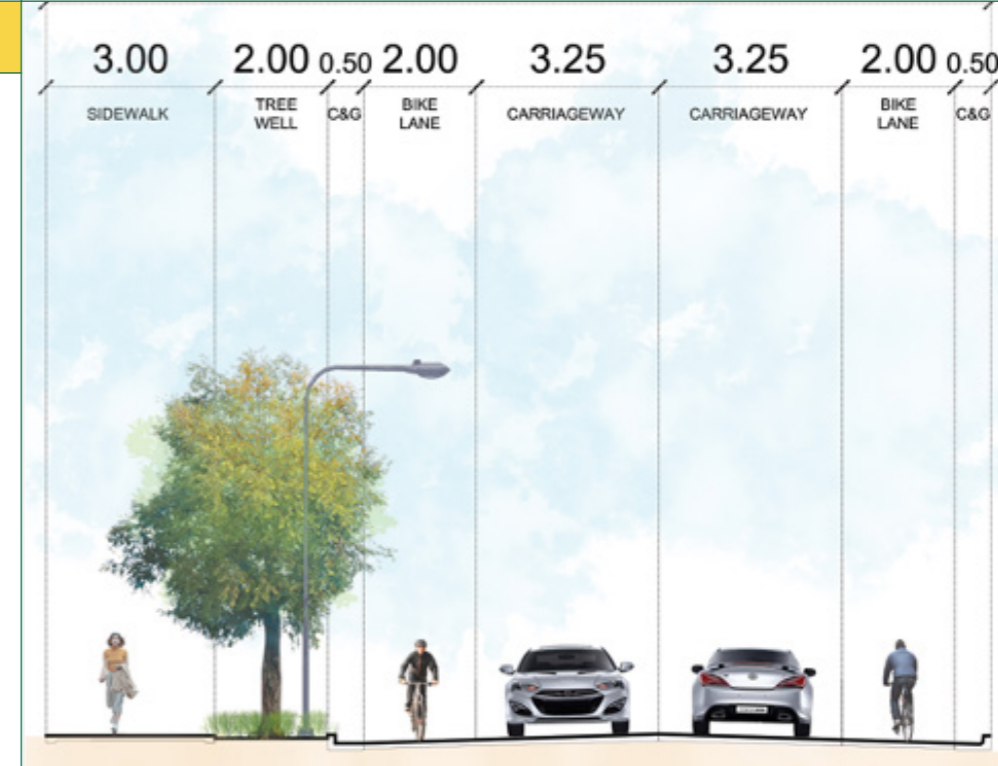 3.00 2.00 0.50 2.00 3.25 3.25 2.00 0.50
SIDEWALK
TREE
WELL
C&G
BIKE
LANE
CARRIAGEWAY
CARRIAGEWAY
BIKE
LANE
C&G